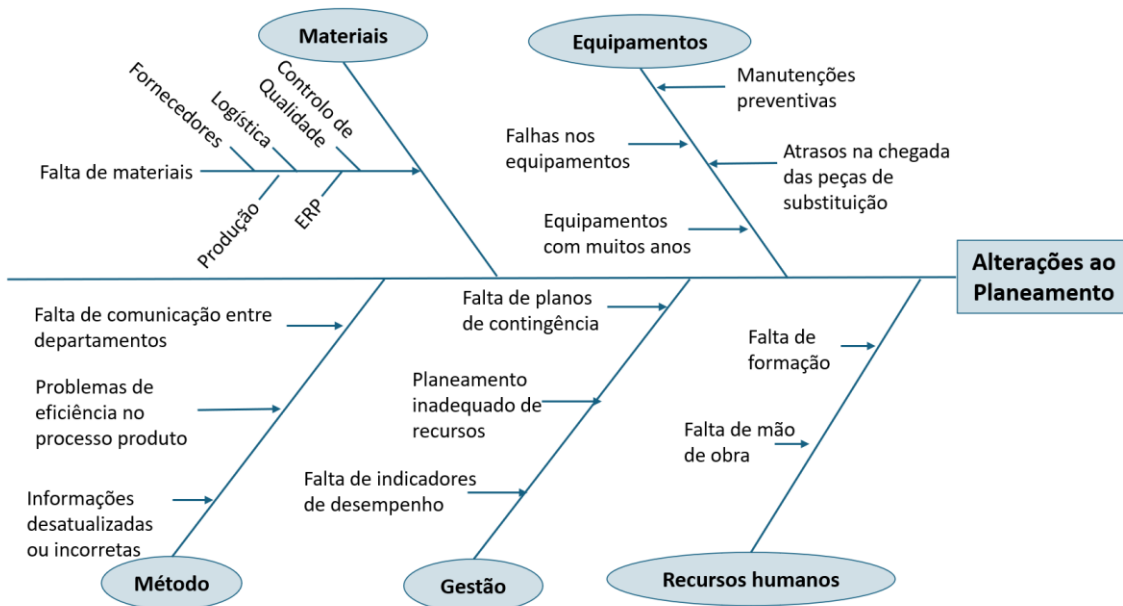 Materiais
Equipamentos
Fornecedores
Logística
Controlo de
Qualidade
Falta de materiais
Produção
ERP
Manutenções
preventivas
Falhas nos
equipamentos
Atrasos na chegada
das peças de
substituição
Equipamentos
com muitos anos
Alterações ao
Planeamento
Falta de comunicação entre
departamentos
Problemas de
eficiência no
processo produto
Informações
desatualizadas
ou incorretas
Falta de planos
de contingência
Planeamento
inadequado de
recursos
Falta de indicadores
de desempenho
Falta de
formação
Falta de mão
de obra
Método
Gestão
Recursos humanos